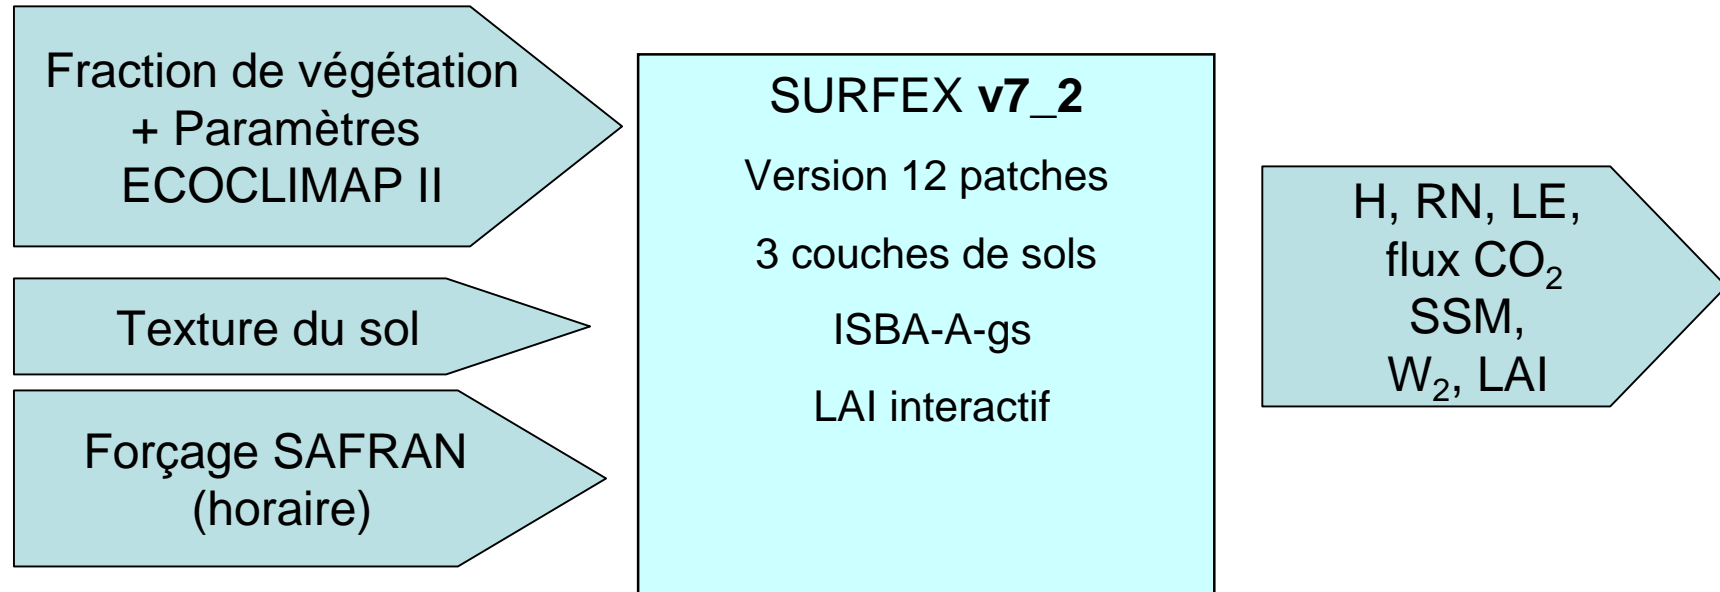 Fraction de végétation
+ Paramètres
ECOCLIMAP II
Texture du sol
Forçage SAFRAN
(horaire)
SURFEX v7_2
Version 12 patches
3 couches de sols
ISBA-A-gs
LAI interactif
H, RN, LE,
flux CO₂
SSM,
W₂, LAI